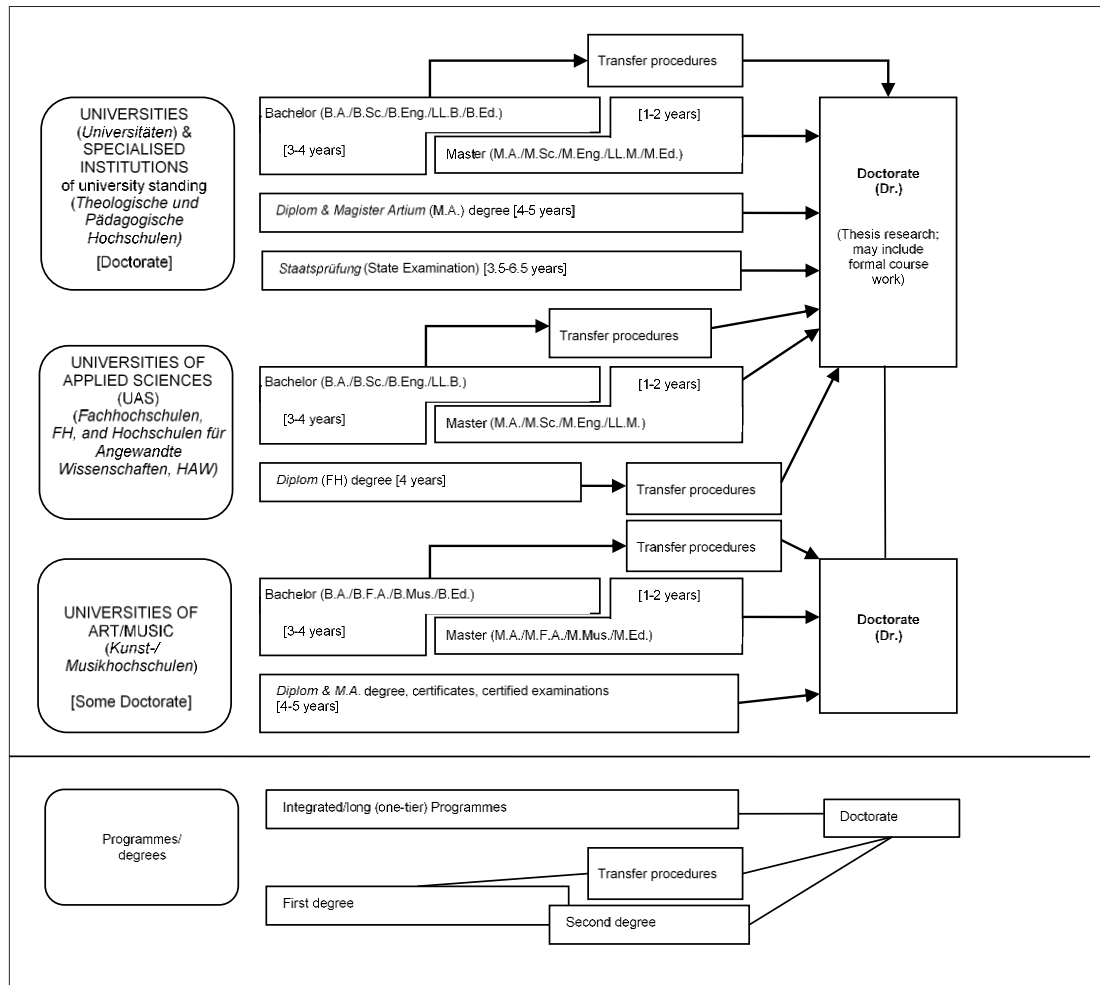 Transfer procedures
UNIVERSITIES
(Universitäten) &
SPECIALISED
INSTITUTIONS
of university standing
(Theologische und
Pädagogische
Hochschulen)
[Doctorate]
Bachelor (B.A./B.Sc./B.Eng./LL.B./B.Ed.)
[3-4 years]
[1-2 years]
Master (M.A./M.Sc./M.Eng./LL.M./M.Ed.)
Diplom & Magister Artium (M.A.) degree [4-5 years]
Staatsprüfung (State Examination) [3.5-6.5 years]
Doctorate
(Dr.)
(Thesis research;
may include
formal course
work)
Transfer procedures
UNIVERSITIES OF
APPLIED SCIENCES
(UAS)
(Fachhochschulen,
FH, and Hochschulen für
Angewandte
Wissenschaften, HAW)
Bachelor (B.A./B.Sc./B.Eng./LL.B.)
[3-4 years]
[1-2 years]
Master (M.A./M.Sc./M.Eng./LL.M.)
Diplom (FH) degree [4 years]
Transfer procedures
Transfer procedures
UNIVERSITIES OF
ART/MUSIC
(Kunst-/
Musikhochschulen)
[Some Doctorate]
Bachelor (B.A./B.F.A./B.Mus./B.Ed.)
[3-4 years]
[1-2 years]
Master (M.A./M.F.A./M.Mus./M.Ed.)
Diplom & M.A. degree, certificates, certified examinations
[4-5 years]
Doctorate
(Dr.)
Programmes/
degrees
Integrated/long (one-tier) Programmes
Doctorate
Transfer procedures
First degree
Second degree